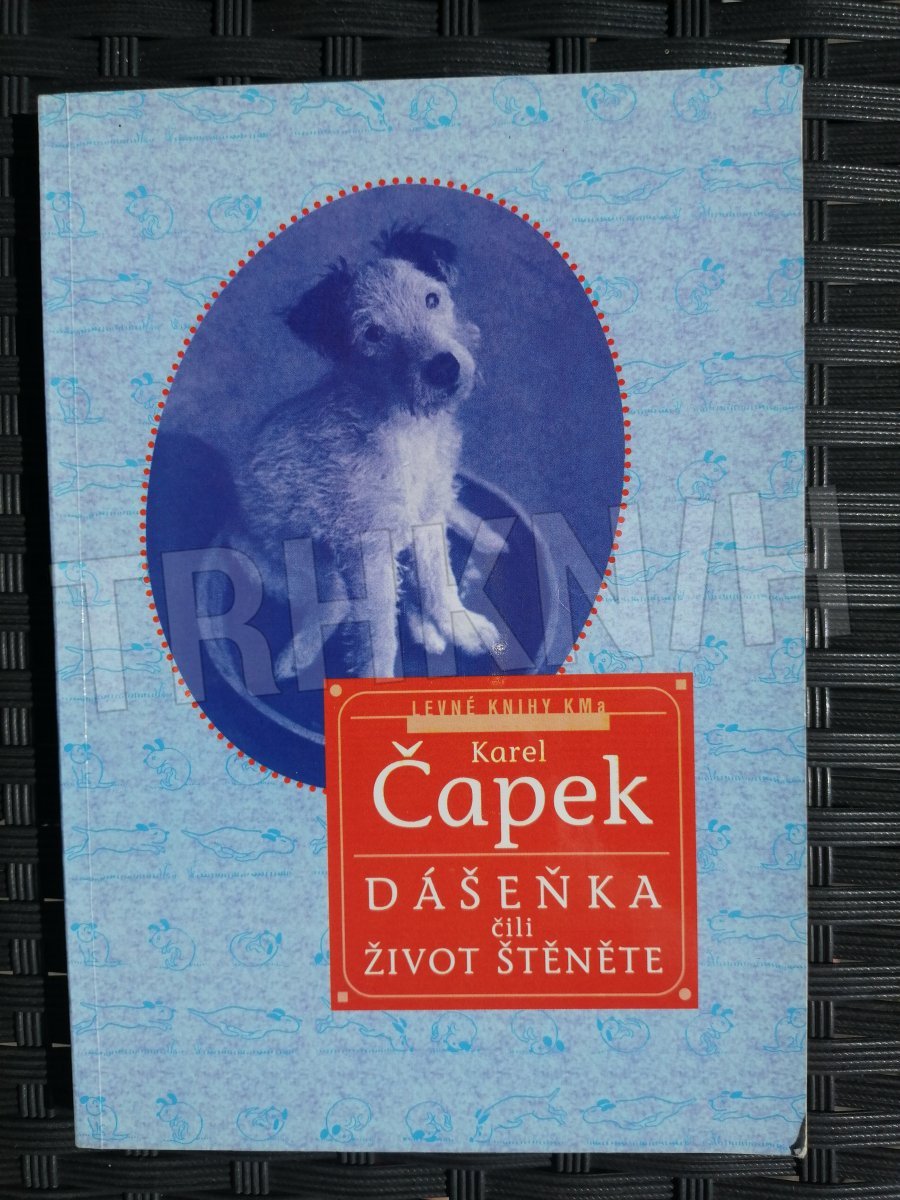 TRHKNIH
LEVNÉ KNIHY KMa
Karel
Čapek
DÁŠEŇKA
čili
ŽIVOT ŠTĚNĚTE